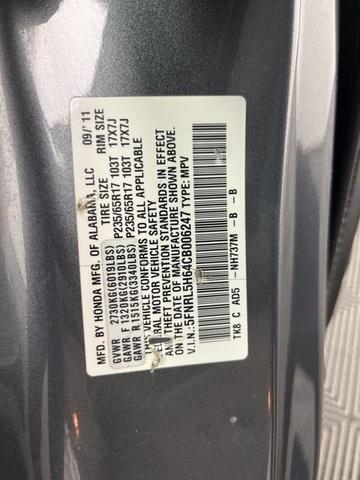 MFD. BY HONDA MFG. OF ALABAMA, LLC 09/'11
TIRE SIZE RIM SIZE
GVWR 2730KG(6019LBS)
GAWR F 1320KG(2910LBS) P235/65R17 103T 17X7J
GAWR R 1515KG(3340LBS) P235/65R17 103T 17X7J
THIS VEHICLE CONFORMS TO ALL APPLICABLE
FEDERAL MOTOR VEHICLE SAFETY
AND THEFT PREVENTION STANDARDS IN EFFECT
ON THE DATE OF MANUFACTURE SHOWN ABOVE.
V.I.N.: 5FNRL5H64CB006247 TYPE: MPV
TK8 C AD5 -NH737M -B -B